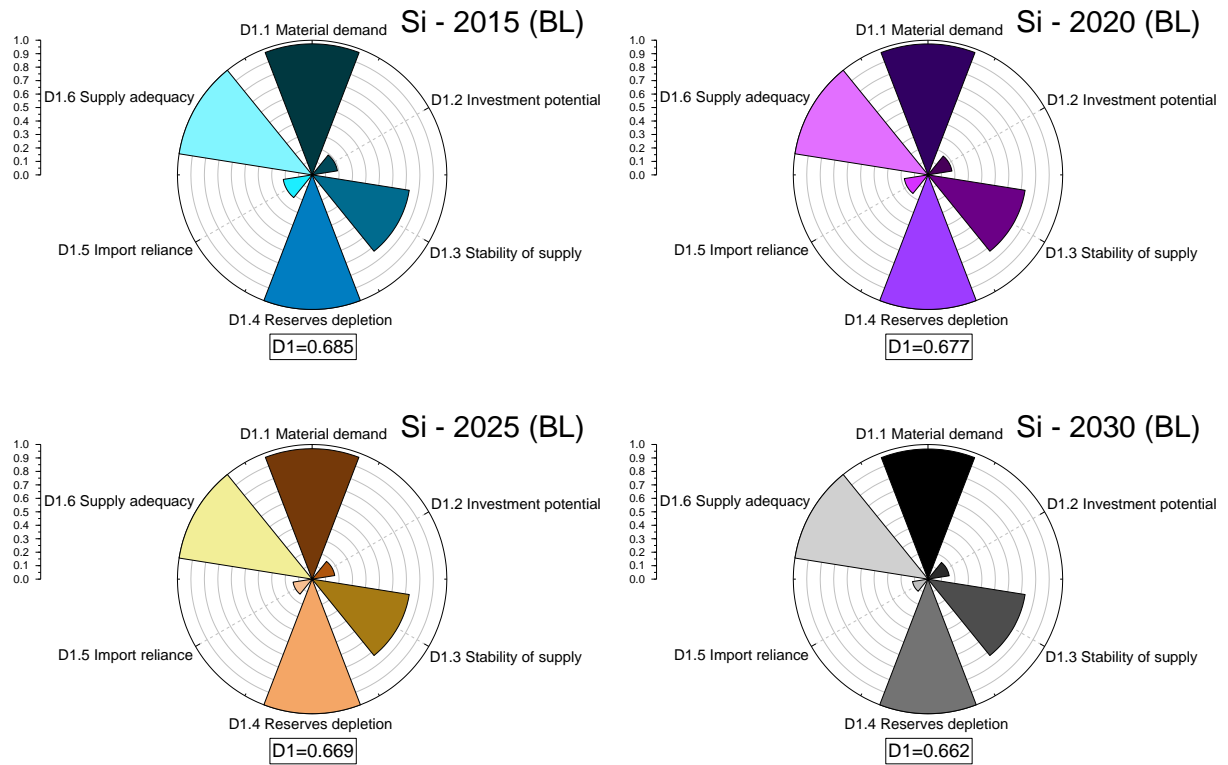 Si - 2015 (BL)
1.0
0.9
0.8
0.7
0.6
0.5
0.4
0.3
0.2
0.1
0.0
D1.1 Material demand
D1.2 Investment potential
D1.3 Stability of supply
D1.4 Reserves depletion
D1.5 Import reliance
D1.6 Supply adequacy
D1=0.685
Si - 2020 (BL)
1.0
0.9
0.8
0.7
0.6
0.5
0.4
0.3
0.2
0.1
0.0
D1.1 Material demand
D1.2 Investment potential
D1.3 Stability of supply
D1.4 Reserves depletion
D1.5 Import reliance
D1.6 Supply adequacy
D1=0.677
Si - 2025 (BL)
1.0
0.9
0.8
0.7
0.6
0.5
0.4
0.3
0.2
0.1
0.0
D1.1 Material demand
D1.2 Investment potential
D1.3 Stability of supply
D1.4 Reserves depletion
D1.5 Import reliance
D1.6 Supply adequacy
D1=0.669
Si - 2030 (BL)
1.0
0.9
0.8
0.7
0.6
0.5
0.4
0.3
0.2
0.1
0.0
D1.1 Material demand
D1.2 Investment potential
D1.3 Stability of supply
D1.4 Reserves depletion
D1.5 Import reliance
D1.6 Supply adequacy
D1=0.662